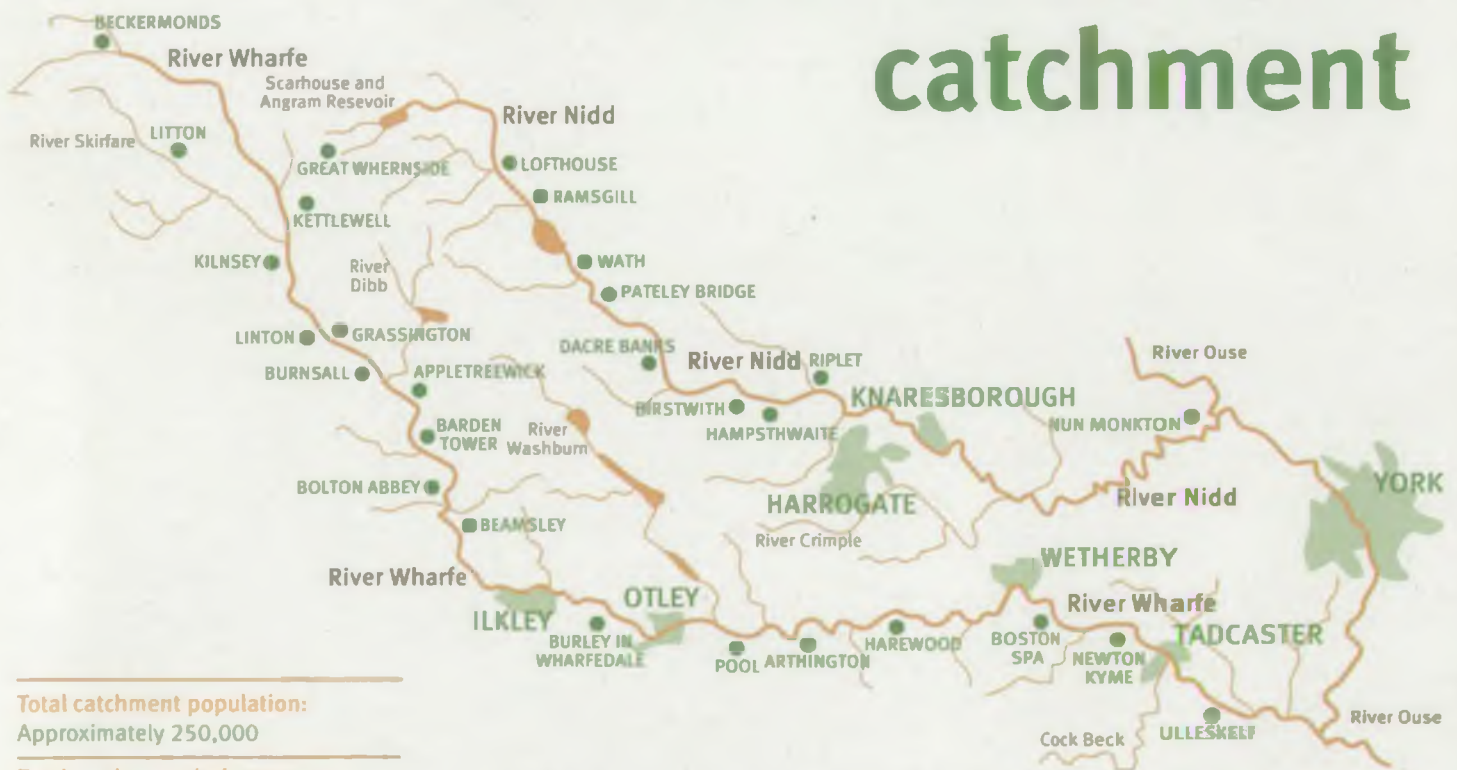 catchment
BECKERMONDS
River Wharfe
Scarhouse and
Angram Resevoir
River Nidd
River Skirfare
LITTON
GREAT WHERNSIDE
LOFTHOUSE
RAMSGILL
KETTLEWELL
KILNSEY
River
Dibb
WATH
PATELEY BRIDGE
LINTON
GRASSINGTON
BURNSALL
APPLETREEWICK
DACRE BANKS
River Nidd
RIPLET
River Ouse
BIRSTWITH
HAMPSTHWAITE
KNARESBOROUGH
NUN MONKTON
BARDEN
TOWER
River
Washburn
BOLTON ABBEY
BEAMSLEY
HARROGATE
River Crimple
River Nidd
YORK
River Wharfe
ILKLEY
OTLEY
WETHERBY
River Wharfe
TADCASTER
BURLEY IN
WHARFEDALE
POOL
ARTHINGTON
HAREWOOD
BOSTON
SPA
NEWTON
KYME
Total catchment population:
Approximately 250,000
Cock Beck
ULLESKELF
River Ouse